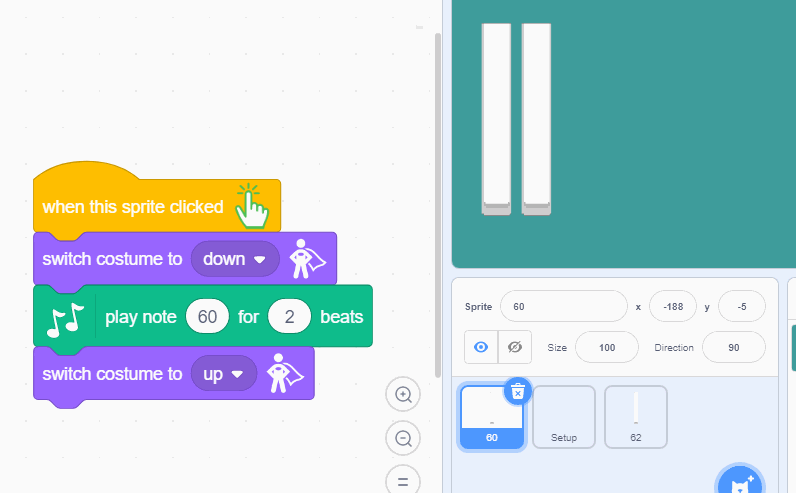 when this sprite clicked
switch costume to down
play note 60 for 2 beats
switch costume to up
Sprite 60 x -188 y -5
Size 100 Direction 90
60 Setup 62